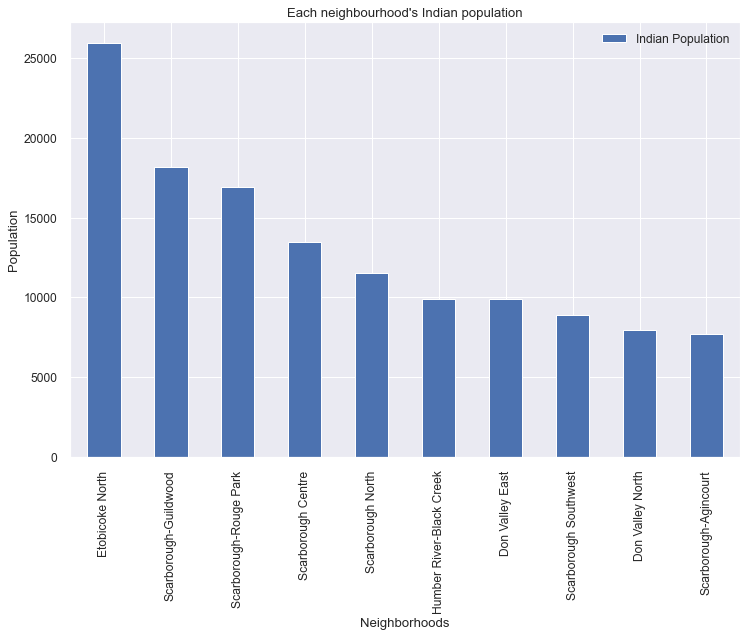 Each neighbourhood's Indian population
Indian Population
25000
20000
15000
10000
5000
0
Population
Etobicoke North
Scarborough-Guildwood
Scarborough-Rouge Park
Scarborough Centre
Scarborough North
Humber River-Black Creek
Don Valley East
Scarborough Southwest
Don Valley North
Scarborough-Agincourt
Neighborhoods